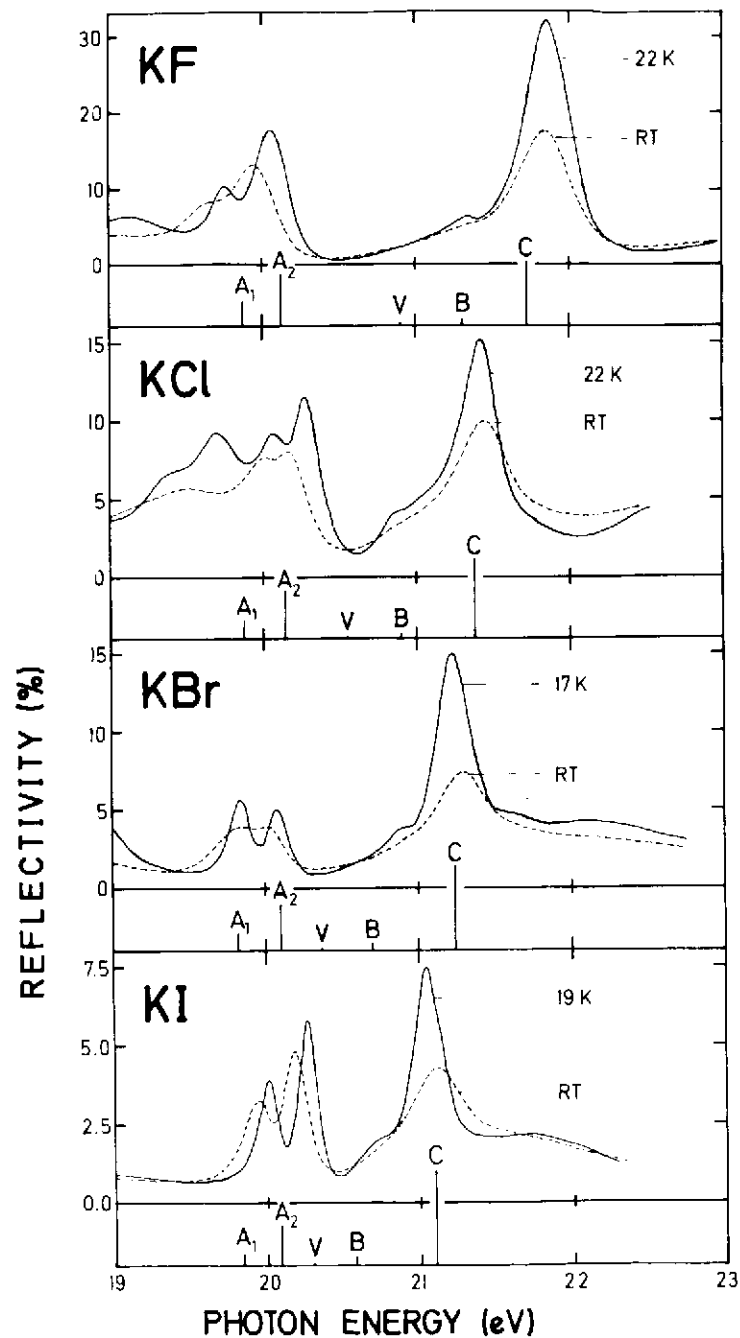 KF
30
20
10
0
22 K
RT
A₁
A₂
V
B
C
KCl
15
10
5
0
22 K
RT
A₁
A₂
V
B
C
KBr
15
10
5
0
17 K
RT
A₁
A₂
V
B
C
KI
7.5
5.0
2.5
0.0
19 K
RT
A₁
A₂
V
B
C
19 20 21 22 23
PHOTON ENERGY (eV)
REFLECTIVITY (%)